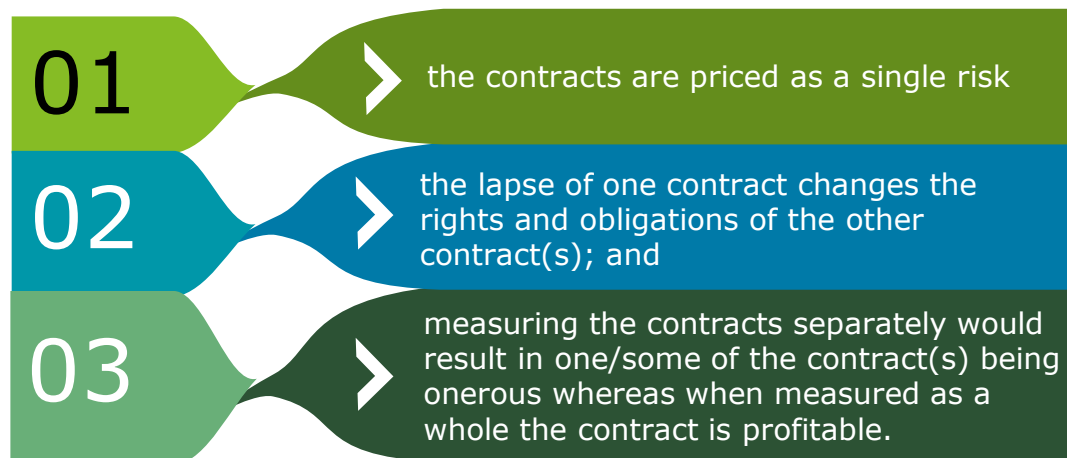 01
the contracts are priced as a single risk
02
the lapse of one contract changes the
rights and obligations of the other
contract(s); and
03
measuring the contracts separately would
result in one/some of the contract(s) being
onerous whereas when measured as a
whole the contract is profitable.